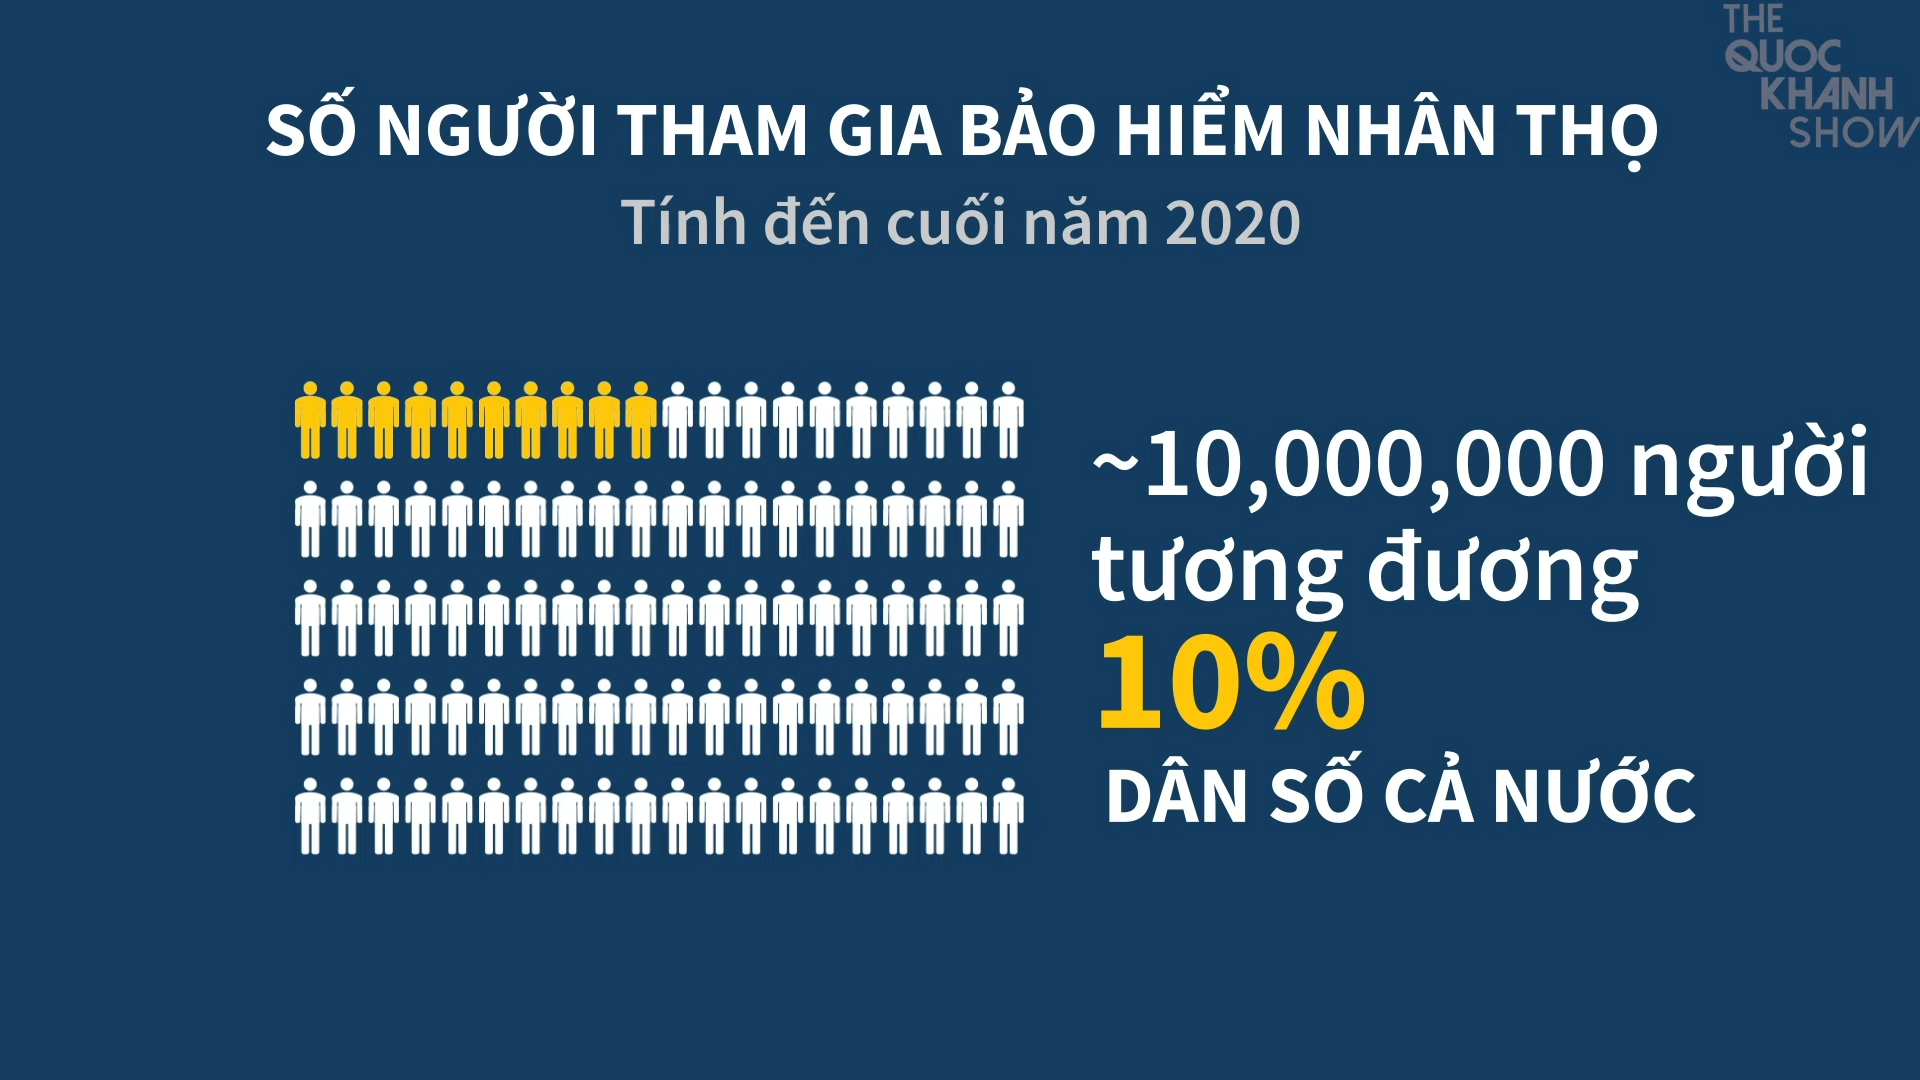 THE
QUOC
KHANH
SHOW
SỐ NGƯỜI THAM GIA BẢO HIỂM NHÂN THỌ
Tính đến cuối năm 2020
~10,000,000 người
tương đương
10%
DÂN SỐ CẢ NƯỚC